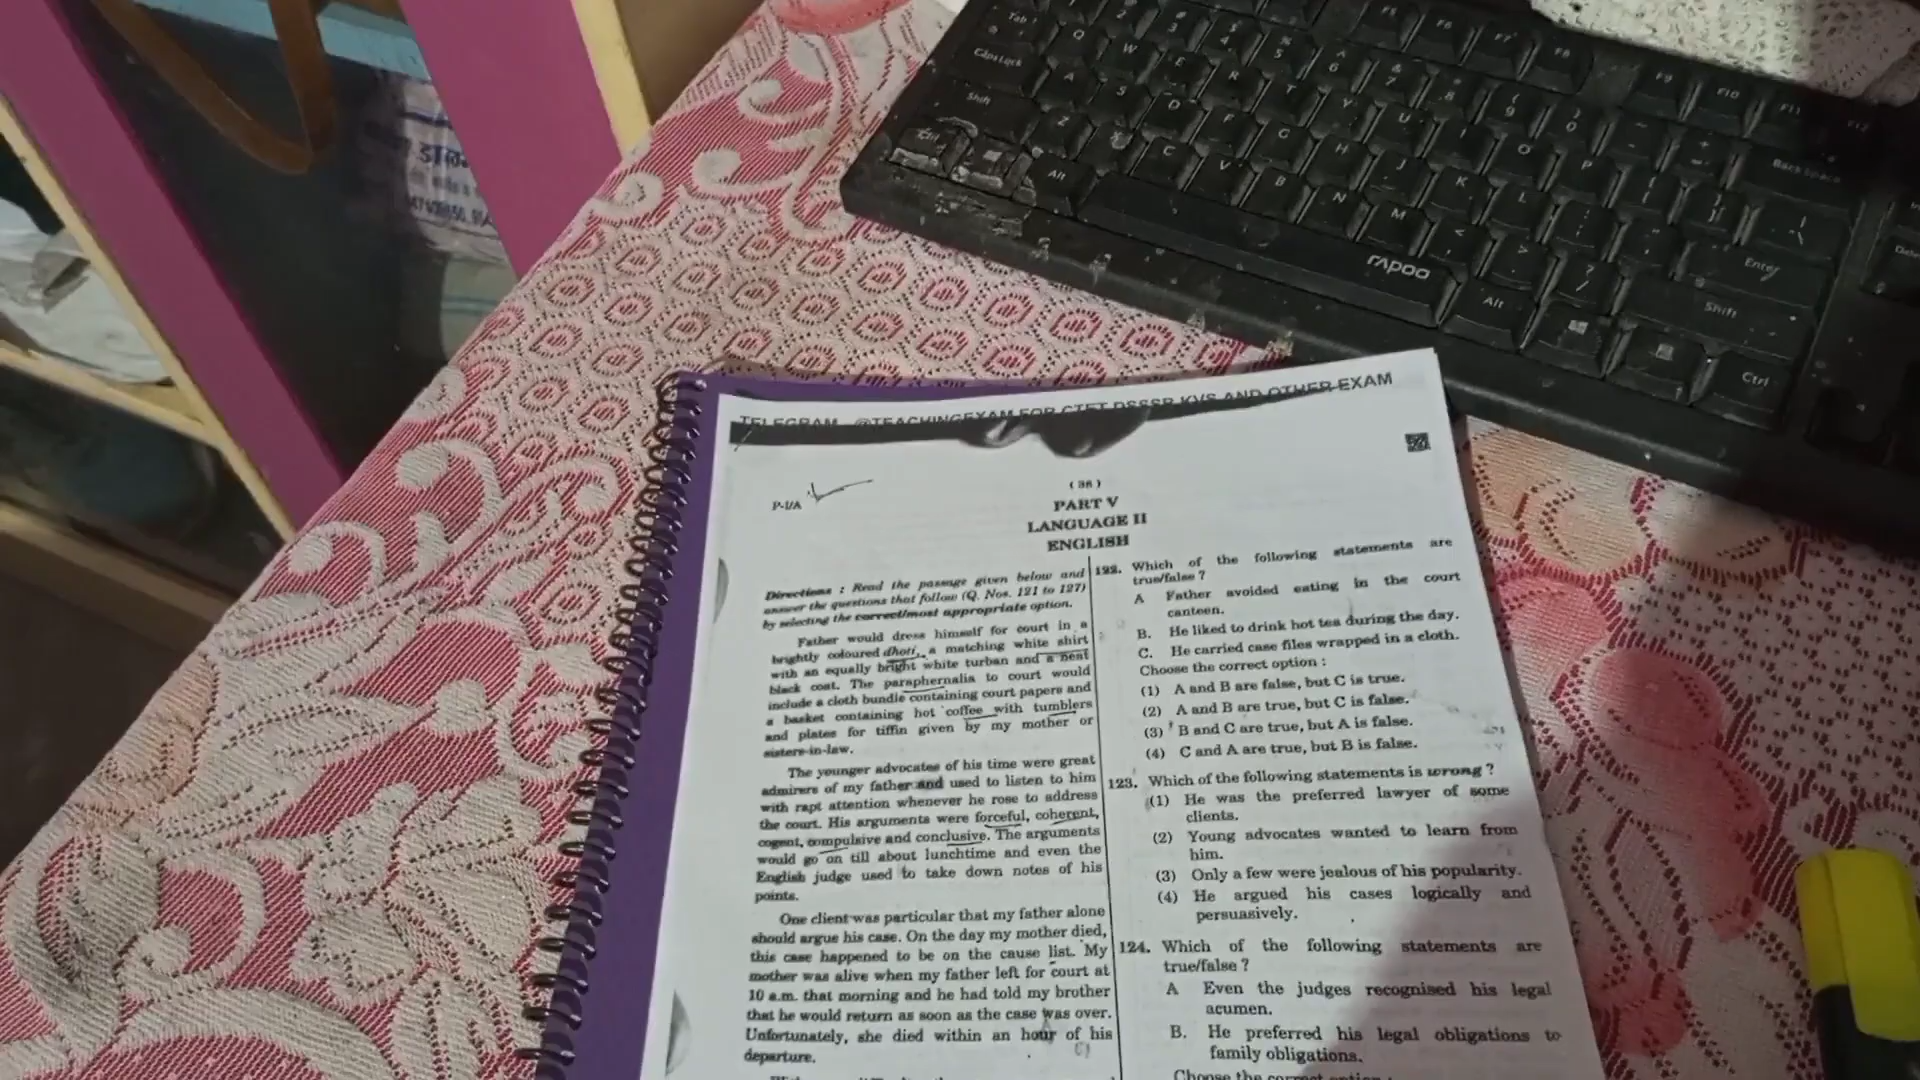 TELEGRAM @TEACHINGEXAM FOR CTET DSSSB KVS AND OTHER EXAM
P-I/A
( 38 )
PART V
LANGUAGE II
ENGLISH
Directions : Read the passage given below and
answer the questions that follow (Q. Nos. 121 to 127)
by selecting the correct/most appropriate option.
Father would dress himself for court in a
brightly coloured dhoti, a matching white shirt
with an equally bright white turban and a neat
black coat. The paraphernalia to court would
include a cloth bundle containing court papers and
a basket containing hot coffee with tumblers
and plates for tiffin given by my mother or
sisters-in-law.
The younger advocates of his time were great
admirers of my father and used to listen to him
with rapt attention whenever he rose to address
the court. His arguments were forceful, coherent,
cogent, compulsive and conclusive. The arguments
would go on till about lunchtime and even the
English judge used to take down notes of his
points.
One client was particular that my father alone
should argue his case. On the day my mother died,
this case happened to be on the cause list. My
mother was alive when my father left for court at
10 a.m. that morning and he had told my brother
that he would return as soon as the case was over.
Unfortunately, she died within an hour of his
departure.
122. Which of the following statements are
true/false ?
A Father avoided eating in the court
canteen.
B. He liked to drink hot tea during the day.
C. He carried case files wrapped in a cloth.
Choose the correct option :
(1) A and B are false, but C is true.
(2) A and B are true, but C is false.
(3) B and C are true, but A is false.
(4) C and A are true, but B is false.
123. Which of the following statements is wrong ?
(1) He was the preferred lawyer of some
clients.
(2) Young advocates wanted to learn from
him.
(3) Only a few were jealous of his popularity.
(4) He argued his cases logically and
persuasively.
124. Which of the following statements are
true/false ?
A Even the judges recognised his legal
acumen.
B. He preferred his legal obligations to
family obligations.
Choose the correct option :
rapoo
Tab
Q W E R T Y U I O P
Caps Lock
A S D F G H J K L
Enter
Shift
Z X C V B N M
Shift
Alt
Alt
Ctrl
Back Space
F5 F6 F7 F8
F9 F10 F11 F12